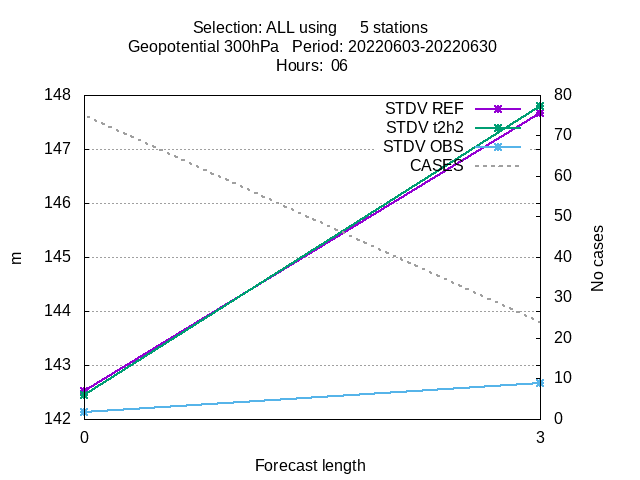 Selection: ALL using     5 stations
Geopotential 300hPa   Period: 20220603-20220630
Hours:  06
148
147
146
145
144
143
142
80
70
60
50
40
30
20
10
0
STDV REF
STDV t2h2
STDV OBS
CASES
m
No cases
0
3
Forecast length